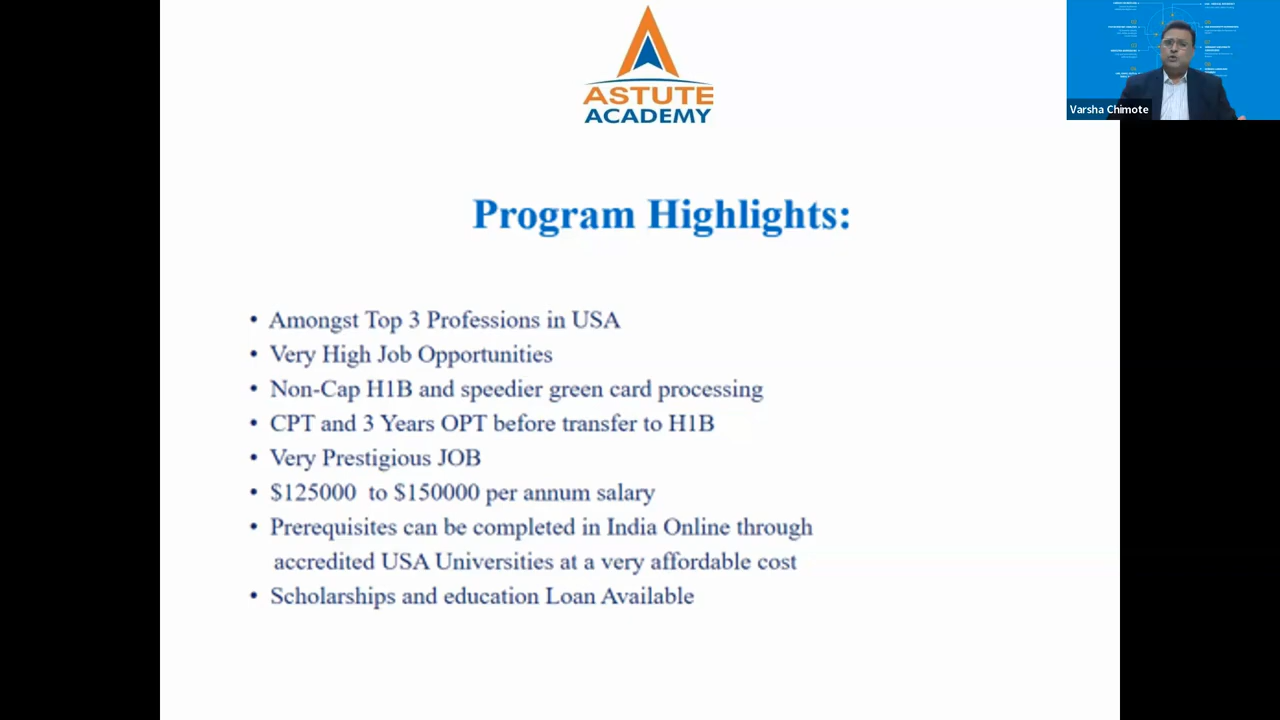 ASTUTE
ACADEMY
Varsha Chimote
Program Highlights:
• Amongst Top 3 Professions in USA
• Very High Job Opportunities
• Non-Cap H1B and speedier green card processing
• CPT and 3 Years OPT before transfer to H1B
• Very Prestigious JOB
• $125000 to $150000 per annum salary
• Prerequisites can be completed in India Online through
accredited USA Universities at a very affordable cost
• Scholarships and education Loan Available